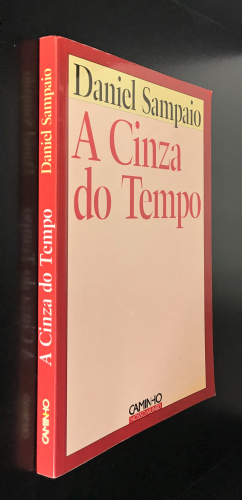 Daniel Sampaio
A Cinza
do Tempo
CAMINHO
A Cinza do Tempo
Daniel Sampaio
CAMINHO